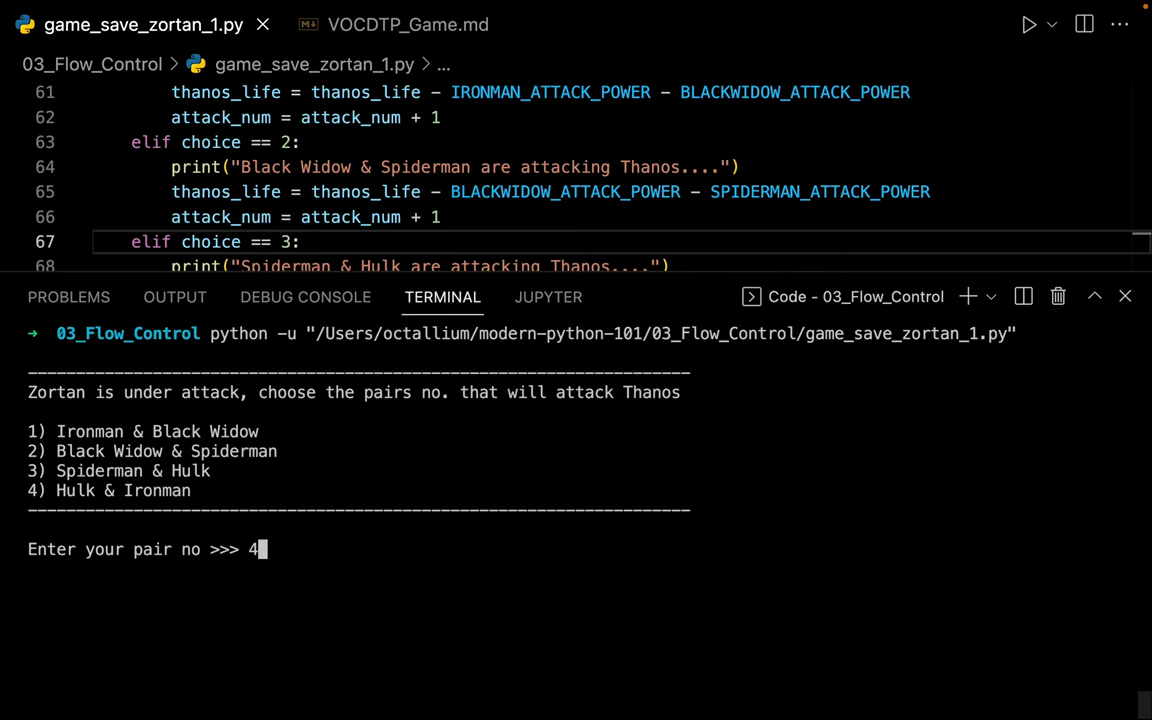 game_save_zortan_1.py
VOCDTP_Game.md
03_Flow_Control > game_save_zortan_1.py > ...
61 thanos_life = thanos_life - IRONMAN_ATTACK_POWER - BLACKWIDOW_ATTACK_POWER
62 attack_num = attack_num + 1
63 elif choice == 2:
64 print("Black Widow & Spiderman are attacking Thanos....")
65 thanos_life = thanos_life - BLACKWIDOW_ATTACK_POWER - SPIDERMAN_ATTACK_POWER
66 attack_num = attack_num + 1
67 elif choice == 3:
68 print("Spiderman & Hulk are attacking Thanos....")
PROBLEMS OUTPUT DEBUG CONSOLE TERMINAL JUPYTER Code - 03_Flow_Control
→ 03_Flow_Control python -u "/Users/octallium/modern-python-101/03_Flow_Control/game_save_zortan_1.py"
Zortan is under attack, choose the pairs no. that will attack Thanos
1) Ironman & Black Widow
2) Black Widow & Spiderman
3) Spiderman & Hulk
4) Hulk & Ironman
Enter your pair no >>> 4